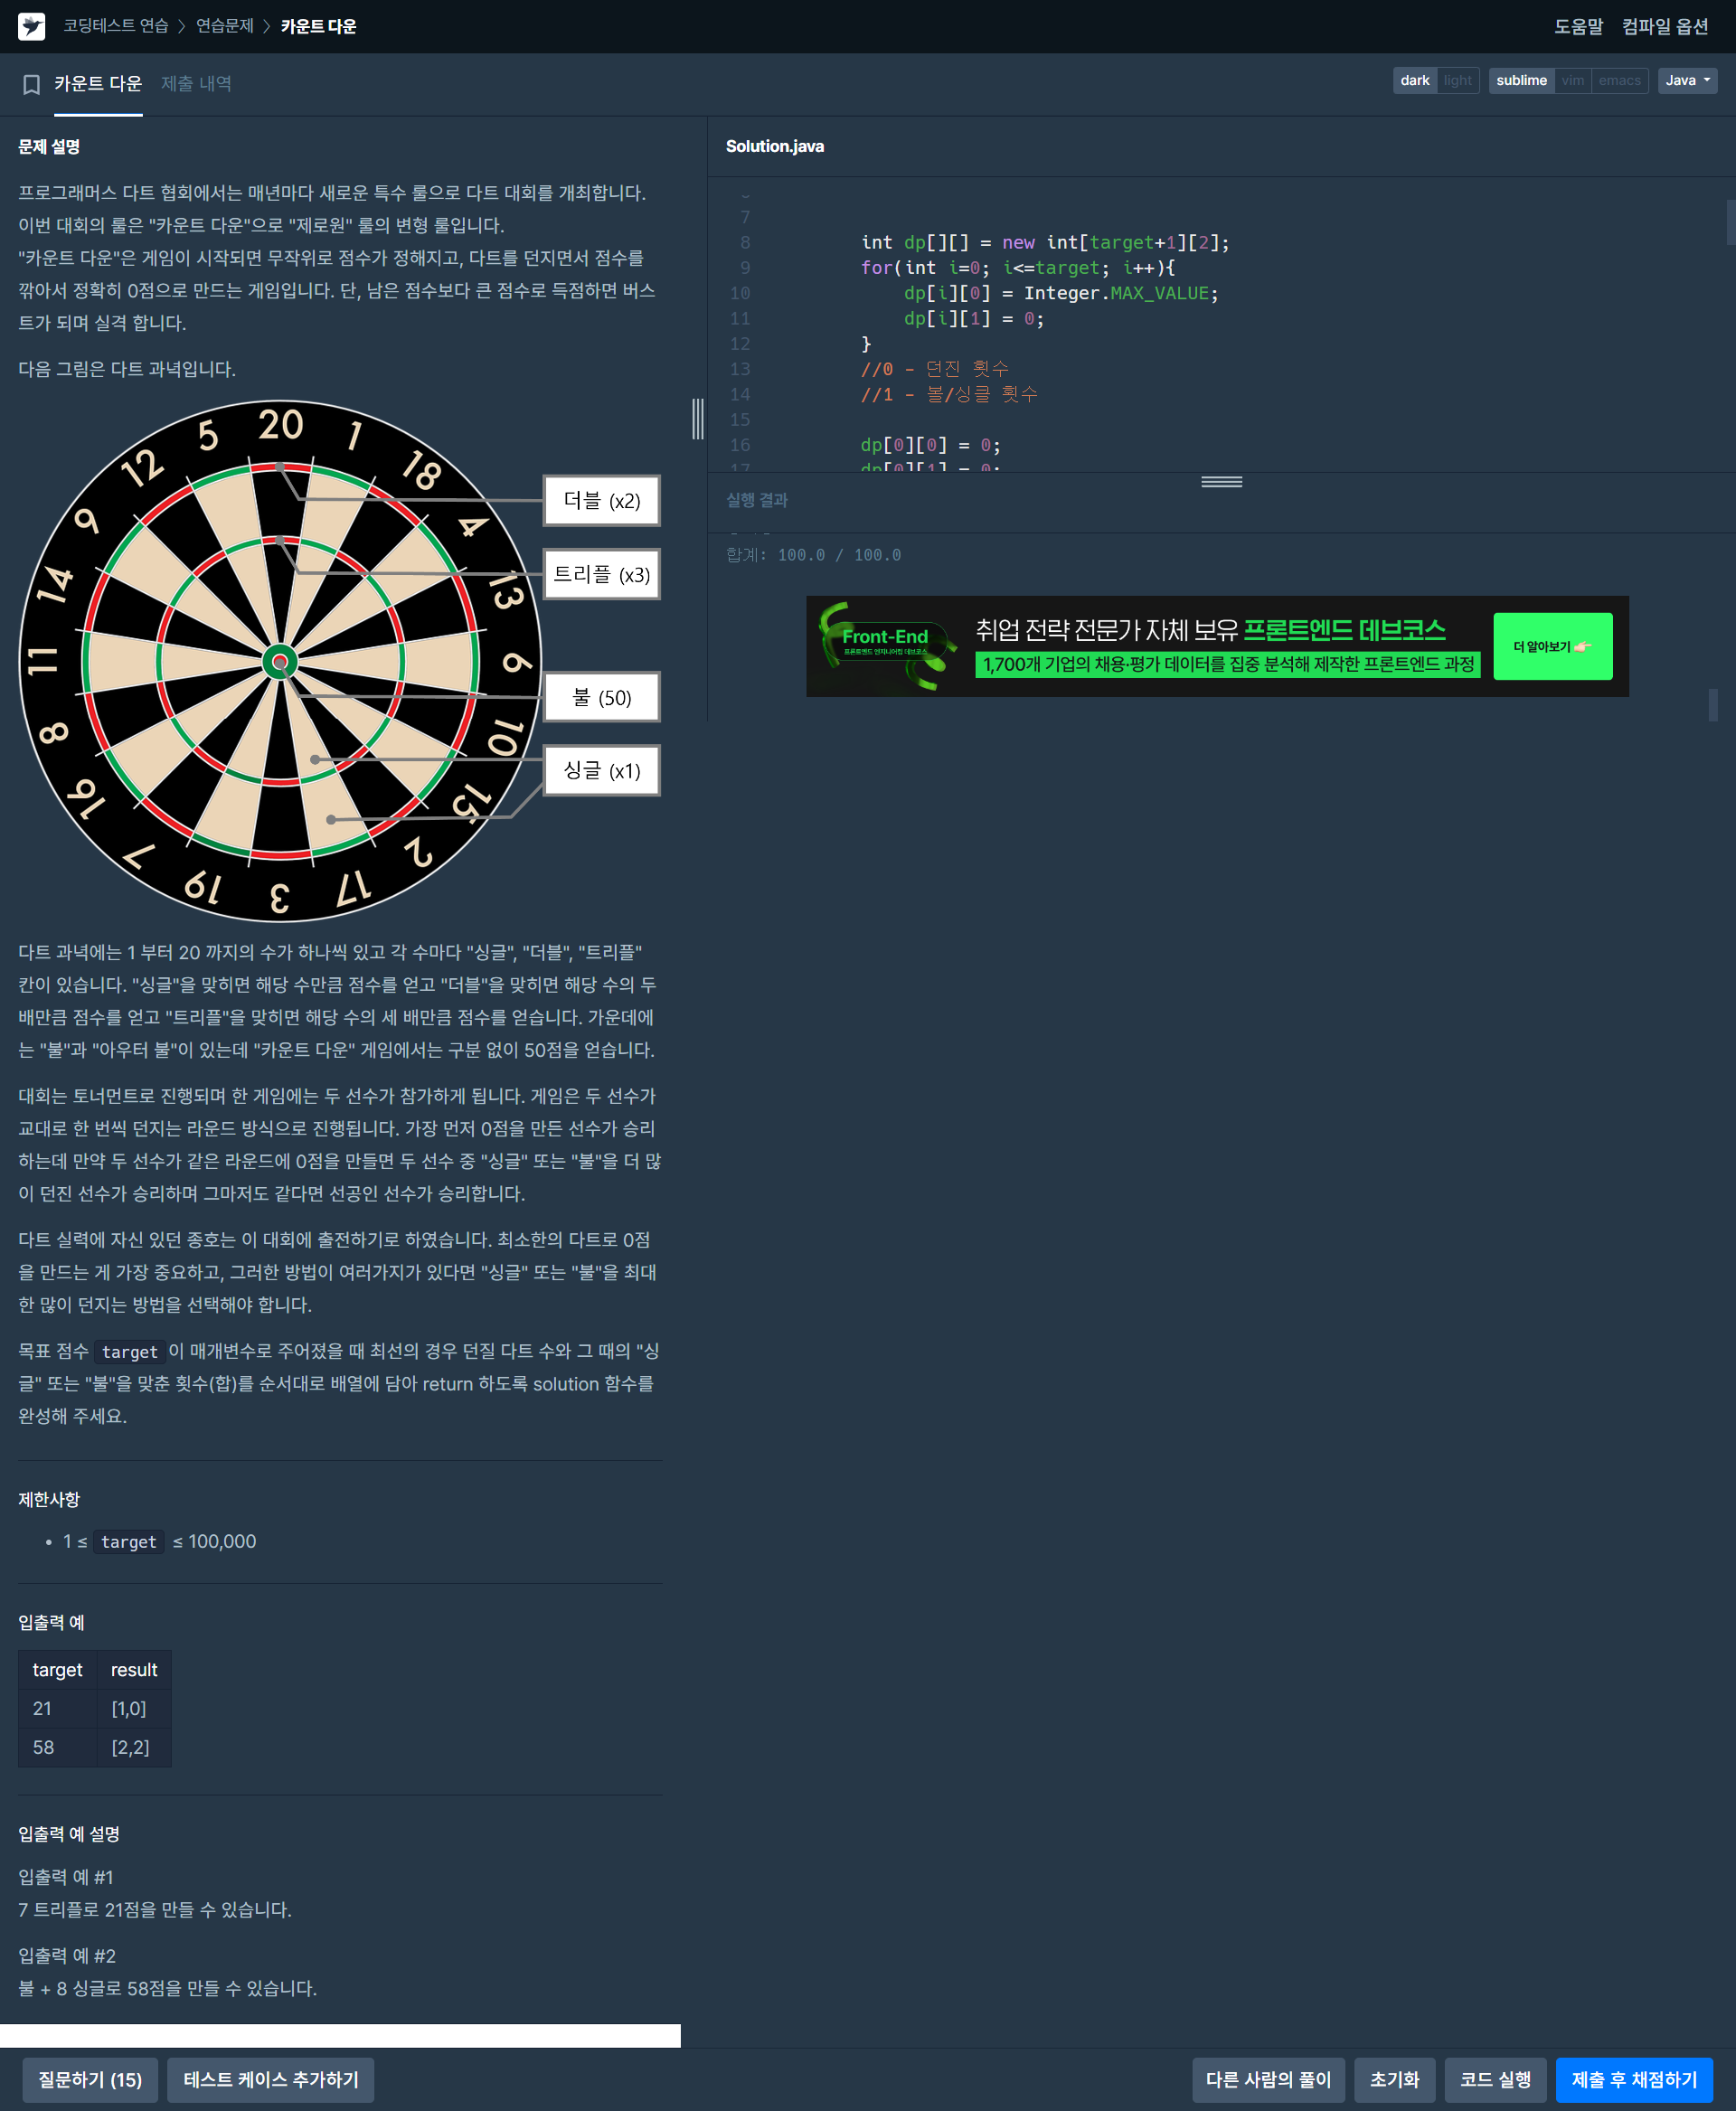 코딩테스트 연습 > 연습문제 > 카운트 다운
도움말 컴파일 옵션
카운트 다운 제출 내역
dark light sublime vim emacs Java
문제 설명
프로그래머스 다트 협회에서는 매년마다 새로운 특수 룰으로 다트 대회를 개최합니다.
이번 대회의 룰은 "카운트 다운"으로 "제로원" 룰의 변형 룰입니다.
"카운트 다운"은 게임이 시작되면 무작위로 점수가 정해지고, 다트를 던지면서 점수를
깎아서 정확히 0점으로 만드는 게임입니다. 단, 남은 점수보다 큰 점수로 득점하면 버스
트가 되며 실격 합니다.
다음 그림은 다트 과녁입니다.
20
1
18
4
13
6
10
15
2
17
3
19
7
16
8
11
14
9
12
5
더블 (x2)
트리플 (x3)
불 (50)
싱글 (x1)
다트 과녁에는 1 부터 20 까지의 수가 하나씩 있고 각 수마다 "싱글", "더블", "트리플"
칸이 있습니다. "싱글"을 맞히면 해당 수만큼 점수를 얻고 "더블"을 맞히면 해당 수의 두
배만큼 점수를 얻고 "트리플"을 맞히면 해당 수의 세 배만큼 점수를 얻습니다. 가운데에
는 "불"과 "아우터 불"이 있는데 "카운트 다운" 게임에서는 구분 없이 50점을 얻습니다.
대회는 토너먼트로 진행되며 한 게임에는 두 선수가 참가하게 됩니다. 게임은 두 선수가
교대로 한 번씩 던지는 라운드 방식으로 진행됩니다. 가장 먼저 0점을 만든 선수가 승리
하는데 만약 두 선수가 같은 라운드에 0점을 만들면 두 선수 중 "싱글" 또는 "불"을 더 많
이 던진 선수가 승리하며 그마저도 같다면 선공인 선수가 승리합니다.
다트 실력에 자신 있던 종호는 이 대회에 출전하기로 하였습니다. 최소한의 다트로 0점
을 만드는 게 가장 중요하고, 그러한 방법이 여러가지가 있다면 "싱글" 또는 "불"을 최대
한 많이 던지는 방법을 선택해야 합니다.
목표 점수 target 이 매개변수로 주어졌을 때 최선의 경우 던질 다트 수와 그 때의 "싱
글" 또는 "불"을 맞춘 횟수(합)를 순서대로 배열에 담아 return 하도록 solution 함수를
완성해 주세요.
제한사항
• 1 ≤ target ≤ 100,000
입출력 예
target result
21 [1,0]
58 [2,2]
입출력 예 설명
입출력 예 #1
7 트리플로 21점을 만들 수 있습니다.
입출력 예 #2
불 + 8 싱글로 58점을 만들 수 있습니다.
Solution.java
7
8 int dp[][] = new int[target+1][2];
9 for(int i=0; i<=target; i++){
10 dp[i][0] = Integer.MAX_VALUE;
11 dp[i][1] = 0;
12 }
13 //0 - 던진 횟수
14 //1 - 볼/싱글 횟수
15
16 dp[0][0] = 0;
17 dp[0][1] = 0;
실행 결과
합계: 100.0 / 100.0
Front-End
취업 전략 전문가 자체 보유 프론트엔드 데브코스
1,700개 기업의 채용·평가 데이터를 집중 분석해 제작한 프론트엔드 과정
더 알아보기
질문하기 (15) 테스트 케이스 추가하기 다른 사람의 풀이 초기화 코드 실행 제출 후 채점하기